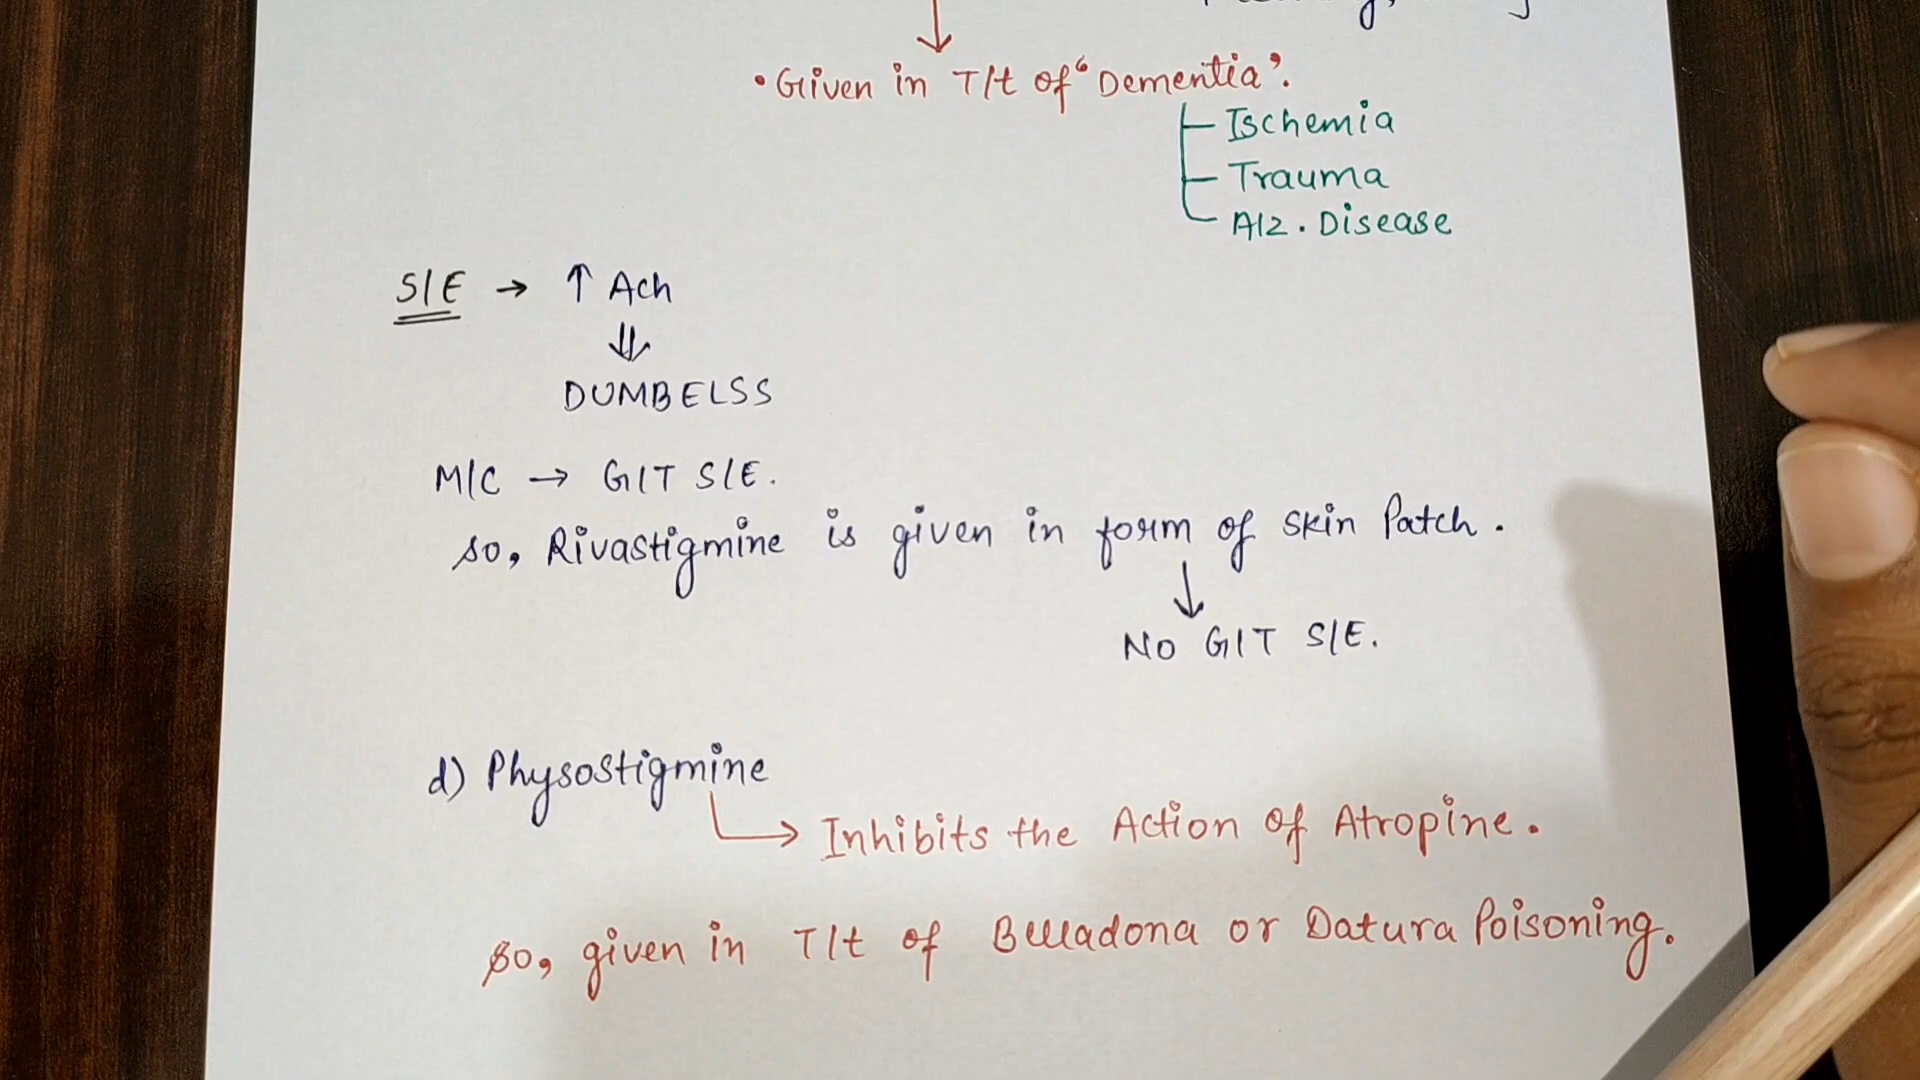 • Given in T/t of "Dementia".
Ischemia
Trauma
Alz. Disease
S/E → ↑ Ach
⇓
DUMBELSS
M/C → GIT S/E.
so, Rivastigmine is given in form of skin Patch.
NO GIT S/E.
d) Physostigmine
→ Inhibits the Action of Atropine.
so, given in T/t of Belladona or Datura Poisoning.